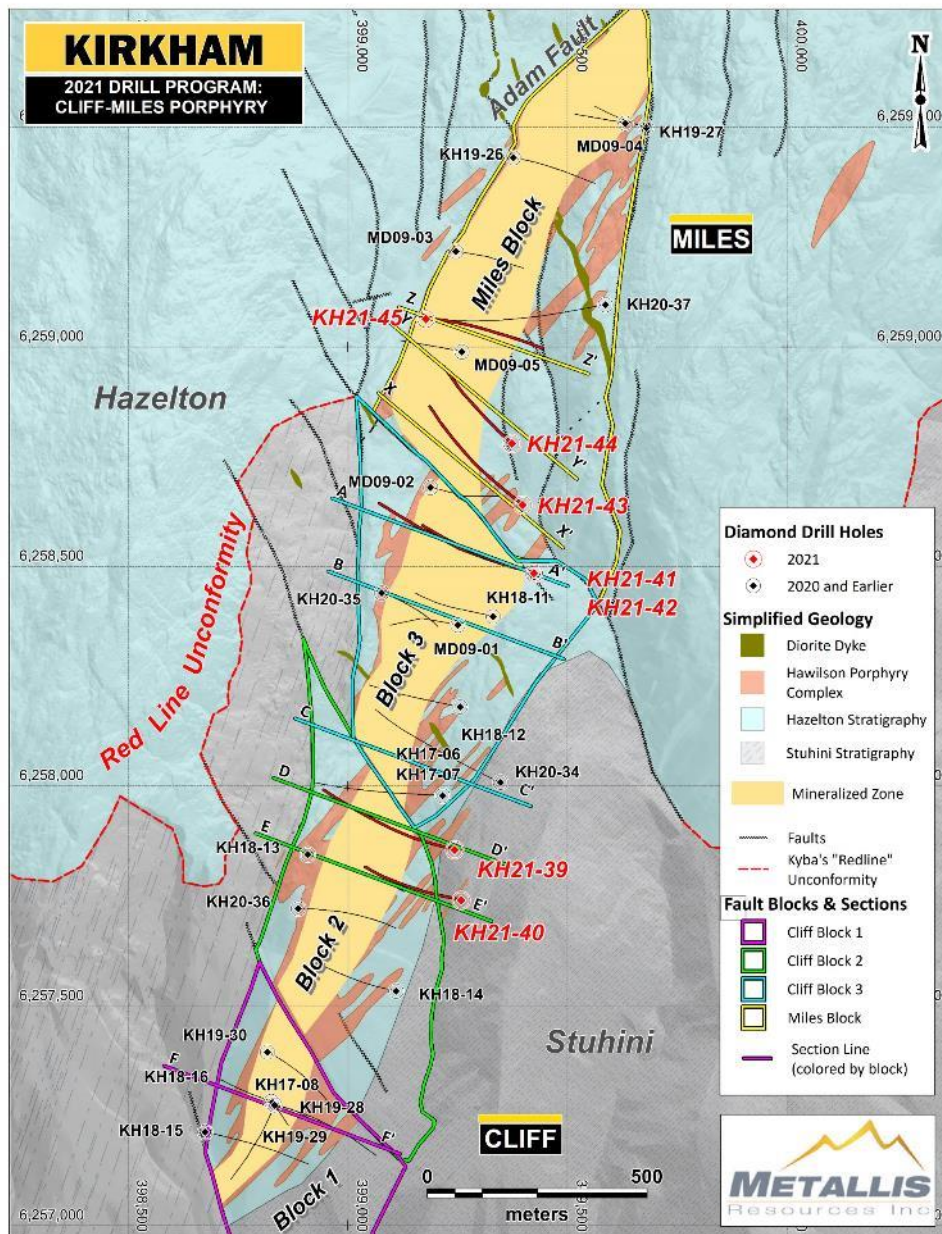 KIRKHAM
2021 DRILL PROGRAM:
CLIFF-MILES PORPHYRY
399,000
400,000
Adam Fault
N
KH19-27
MD09-04
KH19-26
MILES
MD09-03
Miles Block
KH20-37
Z
Y
KH21-45
6,259,000
6,259,000
MD09-05
Z'
X
Hazelton
KH21-44
Y'
MD09-02
KH21-43
A
X'
6,258,500
A'
KH21-41
B
KH20-35
KH18-11
KH21-42
Red Line Unconformity
Block 3
MD09-01
B'
C
KH18-12
KH17-06
KH17-07
KH20-34
6,258,000
D
C'
E
KH18-13
D'
KH21-39
KH20-36
E'
KH21-40
Block 2
KH18-14
6,257,500
KH19-30
Stuhini
F
KH18-16
KH17-08
KH19-28
KH18-15
KH19-29
F'
CLIFF
Block 1
0
500
meters
6,257,000
398,500
399,000
399,500
Diamond Drill Holes
2021
2020 and Earlier
Simplified Geology
Diorite Dyke
Hawilson Porphyry
Complex
Hazelton Stratigraphy
Stuhini Stratigraphy
Mineralized Zone
Faults
Kyba's "Redline"
Unconformity
Fault Blocks & Sections
Cliff Block 1
Cliff Block 2
Cliff Block 3
Miles Block
Section Line
(colored by block)
METALLIS
Resources Inc